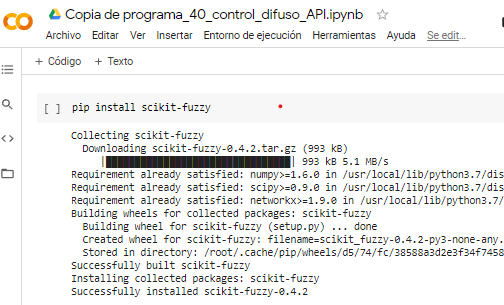 Copia de programa_40_control_difuso_API.ipynb
Archivo Editar Ver Insertar Entorno de ejecución Herramientas Ayuda Se edit...
+ Código + Texto
[ ] pip install scikit-fuzzy
Collecting scikit-fuzzy
Downloading scikit-fuzzy-0.4.2.tar.gz (993 kB)
|████████████████████████████████| 993 kB 5.1 MB/s
Requirement already satisfied: numpy>=1.6.0 in /usr/local/lib/python3.7/dis
Requirement already satisfied: scipy>=0.9.0 in /usr/local/lib/python3.7/dis
Requirement already satisfied: networkx>=1.9.0 in /usr/local/lib/python3.7/
Building wheels for collected packages: scikit-fuzzy
Building wheel for scikit-fuzzy (setup.py) ... done
Created wheel for scikit-fuzzy: filename=scikit_fuzzy-0.4.2-py3-none-any.
Stored in directory: /root/.cache/pip/wheels/d5/74/fc/38588a3d2e3f34f7458
Successfully built scikit-fuzzy
Installing collected packages: scikit-fuzzy
Successfully installed scikit-fuzzy-0.4.2